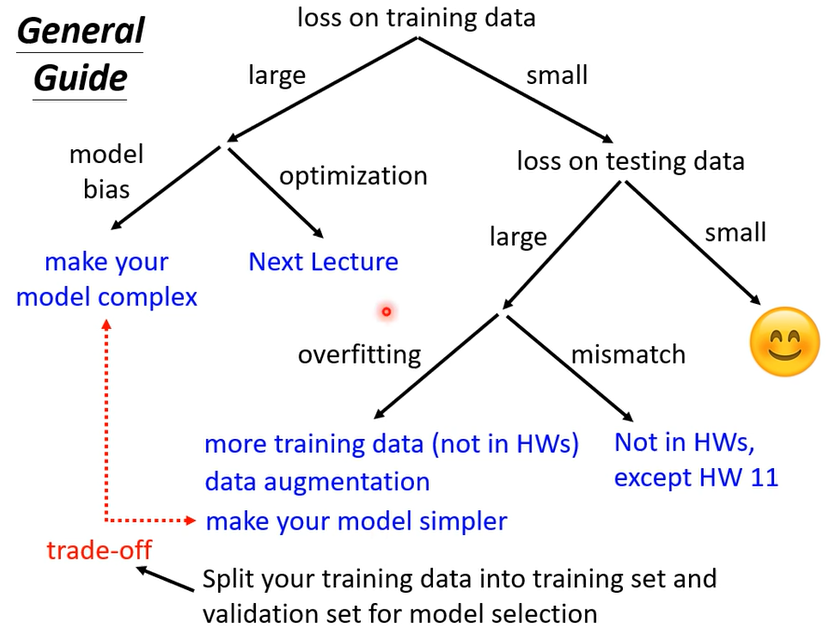 General
Guide
loss on training data
large
small
model
bias
optimization
loss on testing data
make your
model complex
Next Lecture
large
small
overfitting
mismatch
more training data (not in HWs)
data augmentation
make your model simpler
Not in HWs,
except HW 11
trade-off
Split your training data into training set and
validation set for model selection